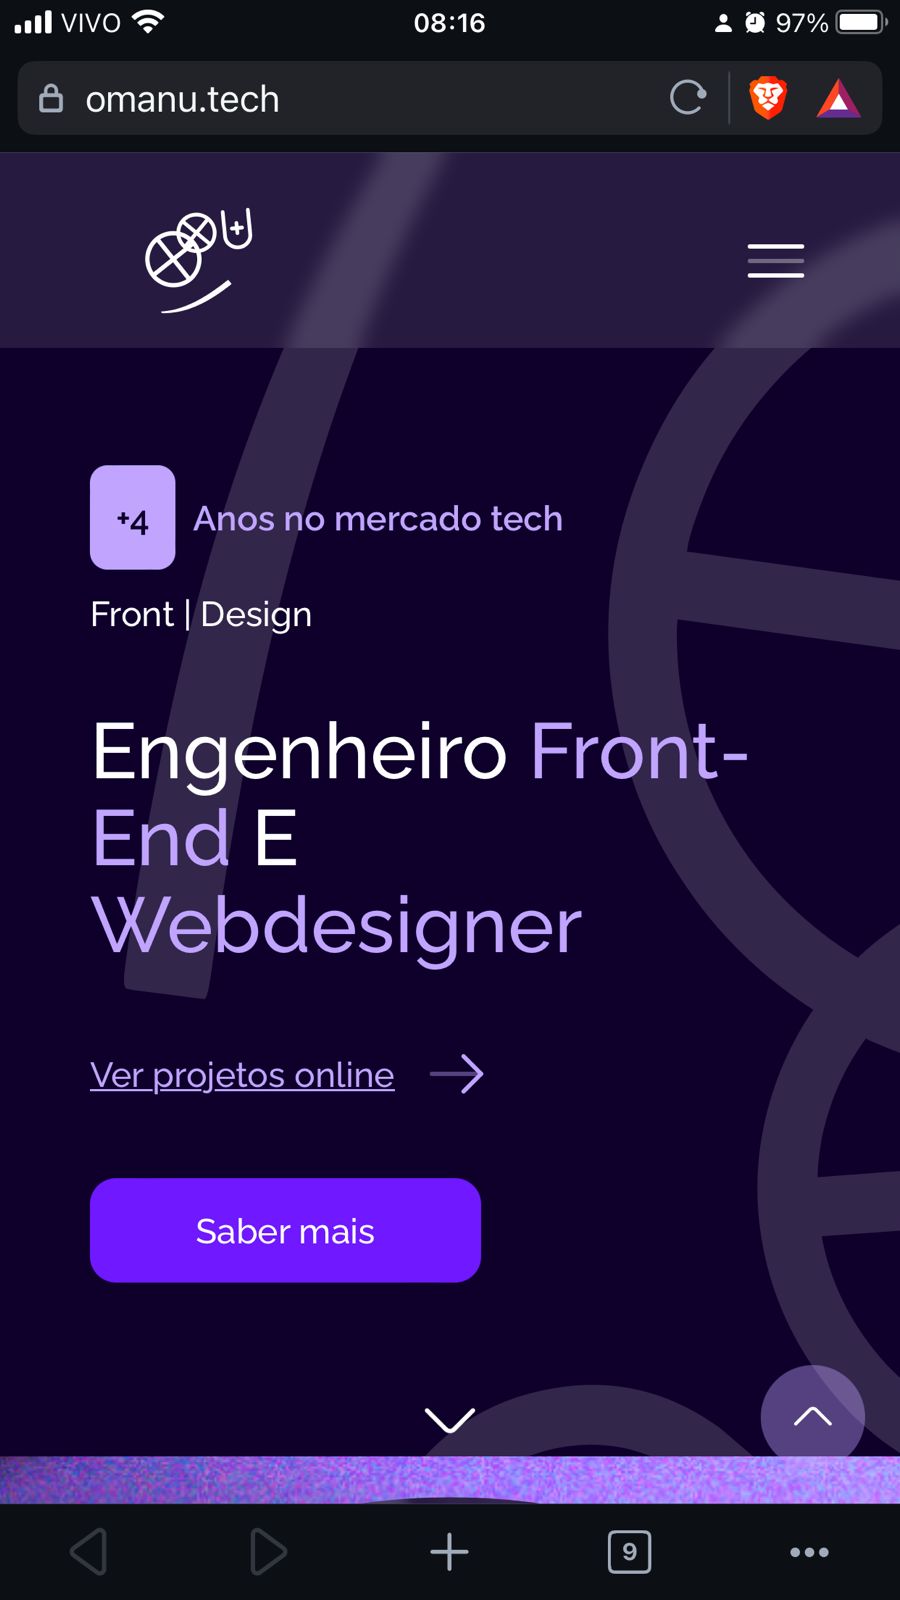 VIVO
08:16
97%
omanu.tech
+4
Anos no mercado tech
Front | Design
Engenheiro Front-
End E
Webdesigner
Ver projetos online
Saber mais
9